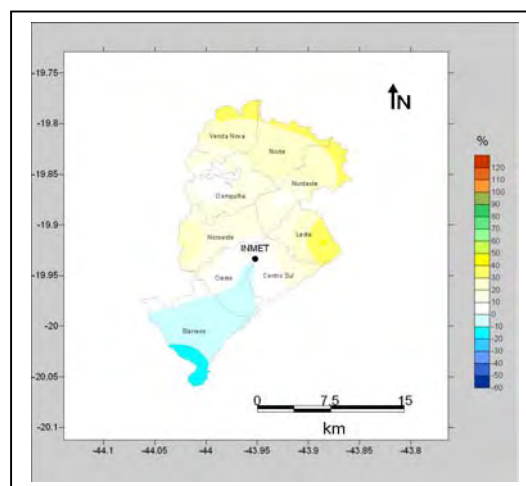 -19.75
-19.8
-19.85
-19.9
-19.95
-20
-20.05
-20.1
-44.1
-44.05
-44
-43.95
-43.9
-43.85
-43.8
N
Venda Nova
Norte
Nordeste
Pampulha
Noroeste
Leste
INMET
Oeste
Centro Sul
Barreiro
0 7.5 15
km
%
120
110
100
90
80
70
60
50
40
30
20
10
0
-10
-20
-30
-40
-50
-60